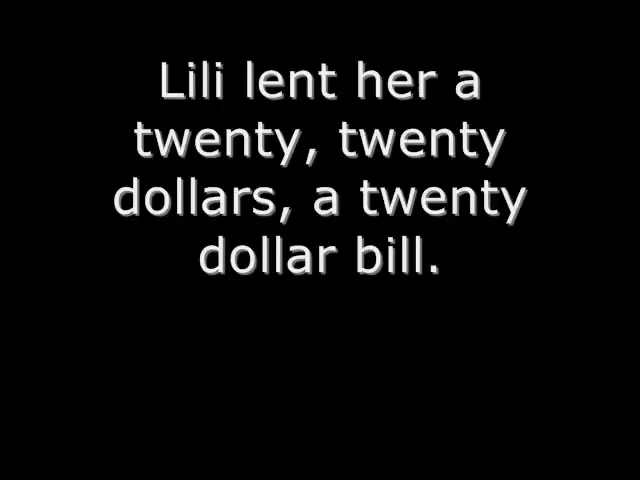 Lili lent her a
twenty, twenty
dollars, a twenty
dollar bill.